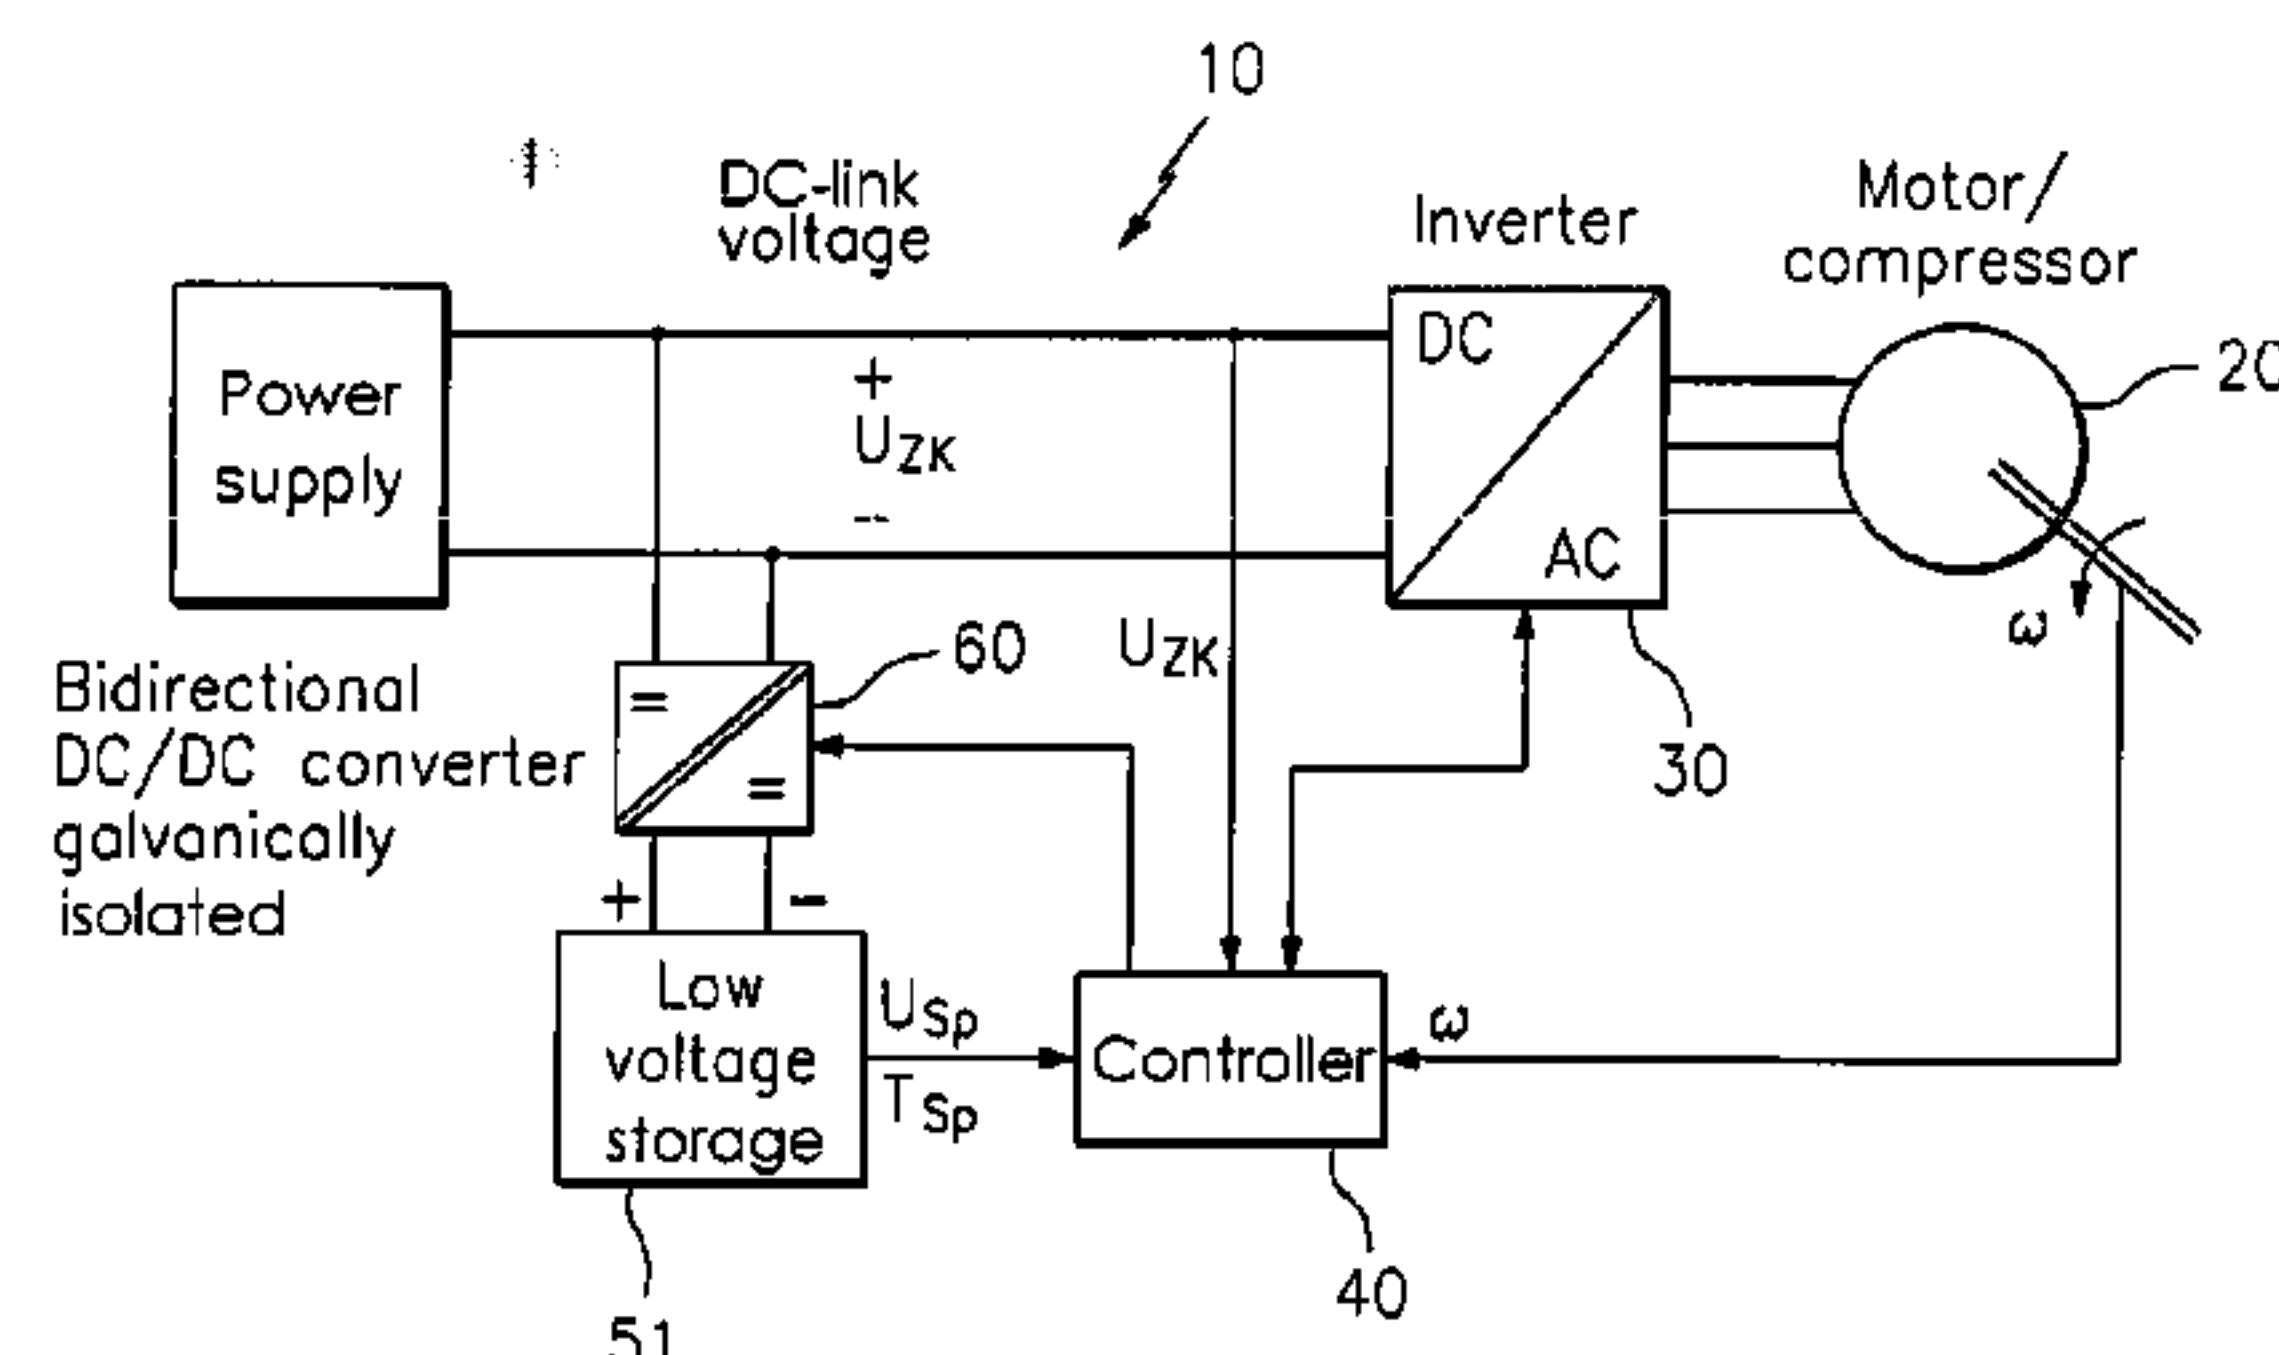 10
DC-link
voltage
Inverter
Motor/
compressor
DC
Power
supply
+
UZK
--
AC
20
ω
Bidirectional
DC/DC converter
galvanically
isolated
=
=
60
UZK
30
+
-
Low
voltage
storage
USp
TSp
Controller
ω
51
40